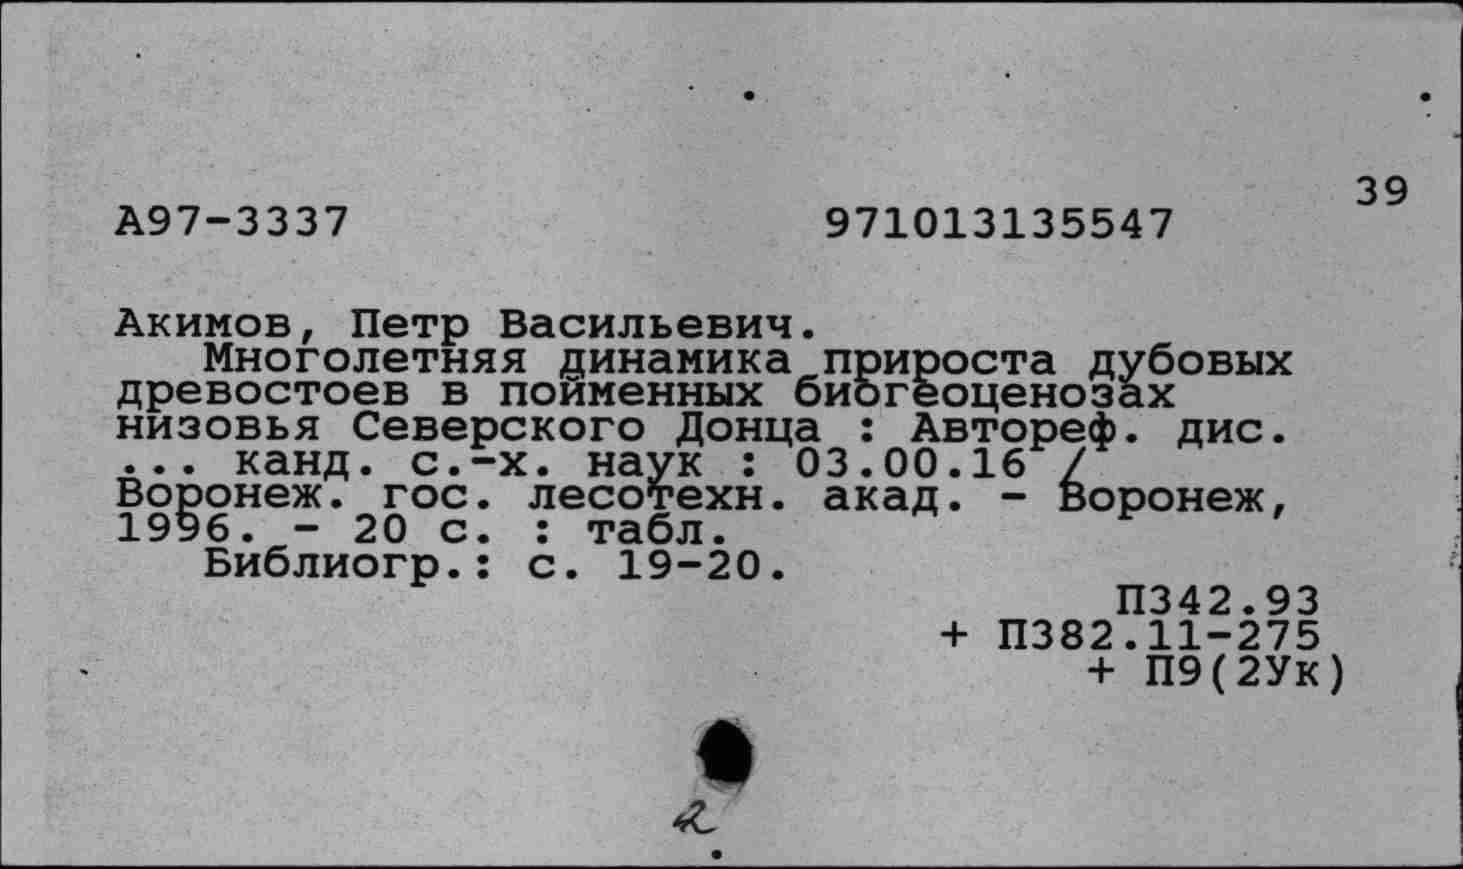 39
А97-3337 971013135547
Акимов, Петр Васильевич.
Многолетняя динамика прироста дубовых
древостоев в пойменных биогеоценозах
низовья Северского Донца : Автореф. дис.
... канд. с.-х. наук : 03.00.16 /
Воронеж. гос. лесотехн. акад. - Воронеж,
1996. - 20 с. : табл.
Библиогр.: с. 19-20.
П342.93
+ П382.11-275
+ П9(2Ук)